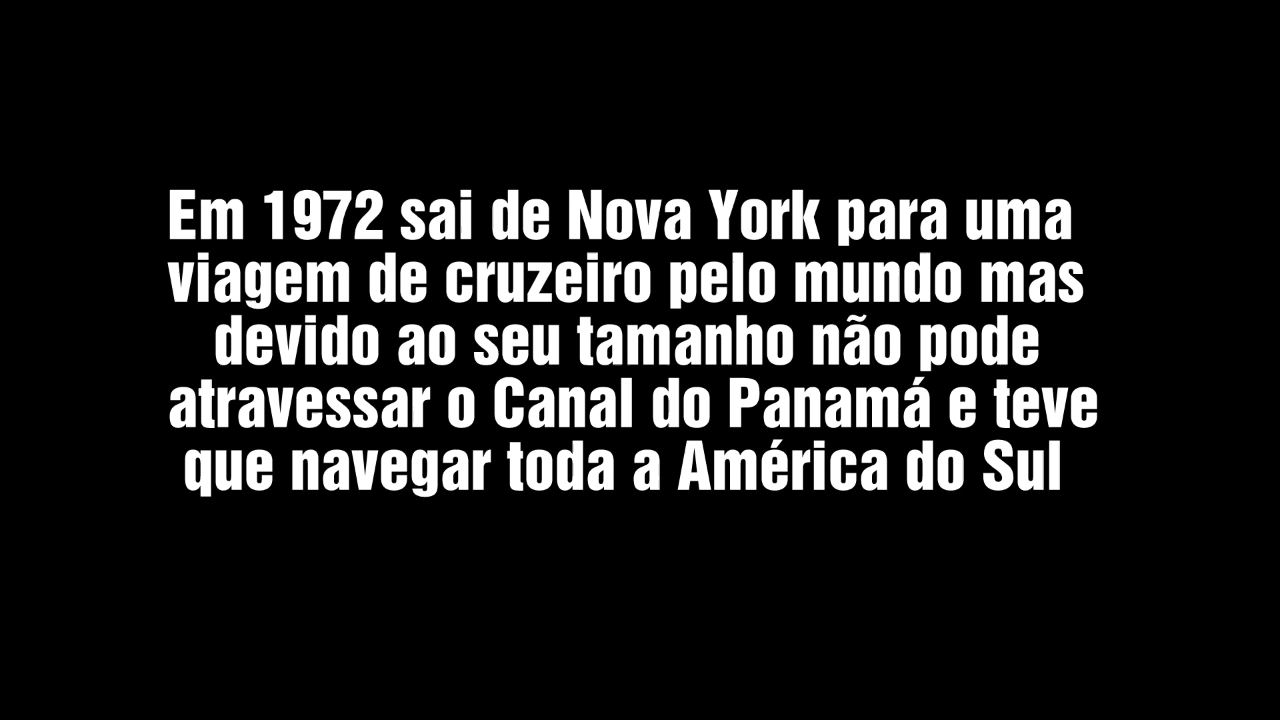 Em 1972 sai de Nova York para uma
viagem de cruzeiro pelo mundo mas
devido ao seu tamanho não pode
atravessar o Canal do Panamá e teve
que navegar toda a América do Sul